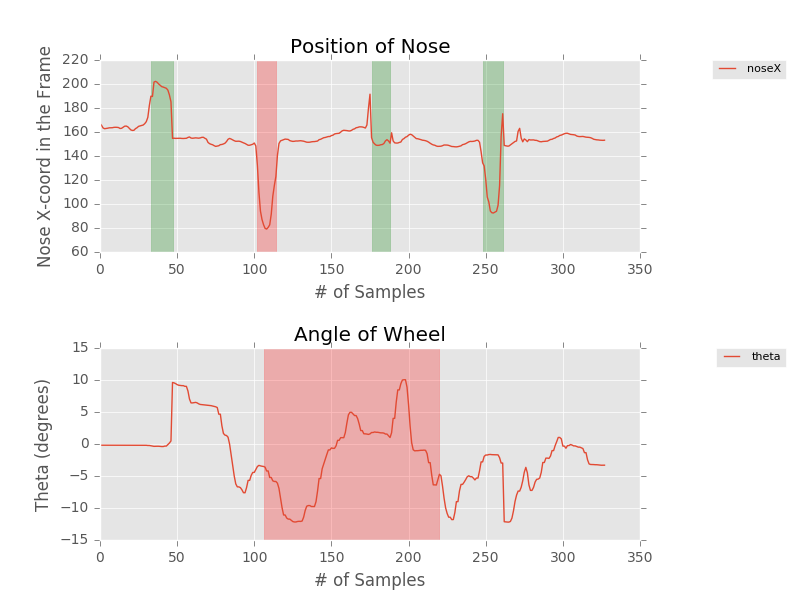 Position of Nose
noseX
220
200
180
160
140
120
100
80
60
Nose X-coord in the Frame
0 50 100 150 200 250 300 350
# of Samples
Angle of Wheel
theta
15
10
5
0
−5
−10
−15
Theta (degrees)
0 50 100 150 200 250 300 350
# of Samples